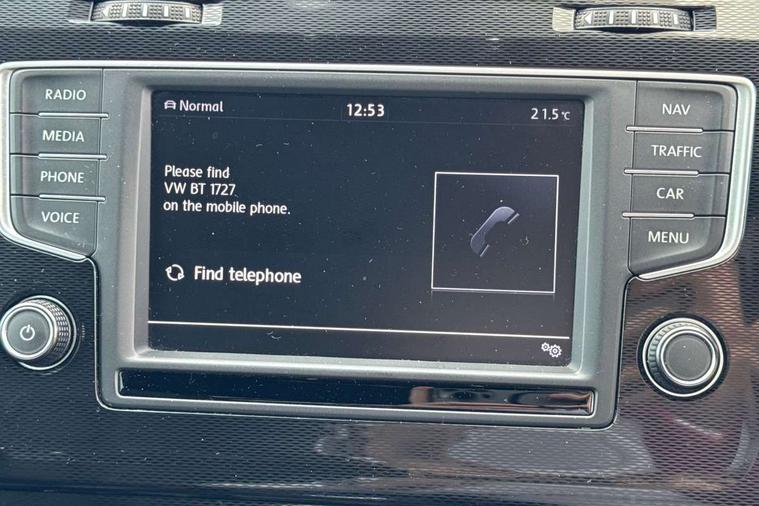 RADIO
MEDIA
PHONE
VOICE
Normal
12:53
21.5°C
Please find
VW BT 1727.
on the mobile phone.
Find telephone
NAV
TRAFFIC
CAR
MENU